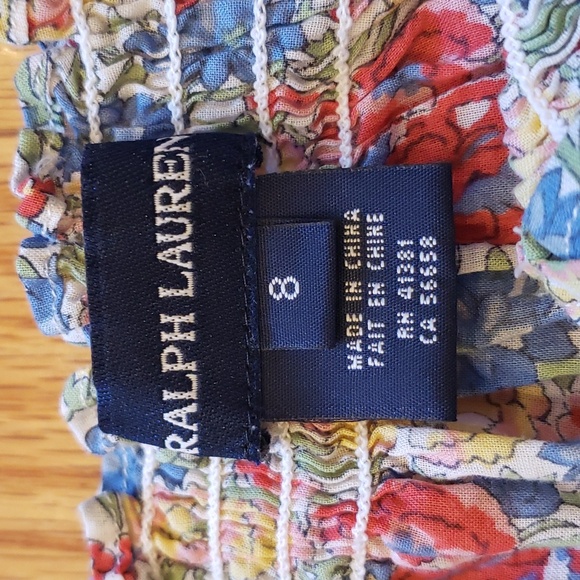 RALPH LAUREN
8
MADE IN CHINA
FAIT EN CHINE
RN 41381
CA 56658